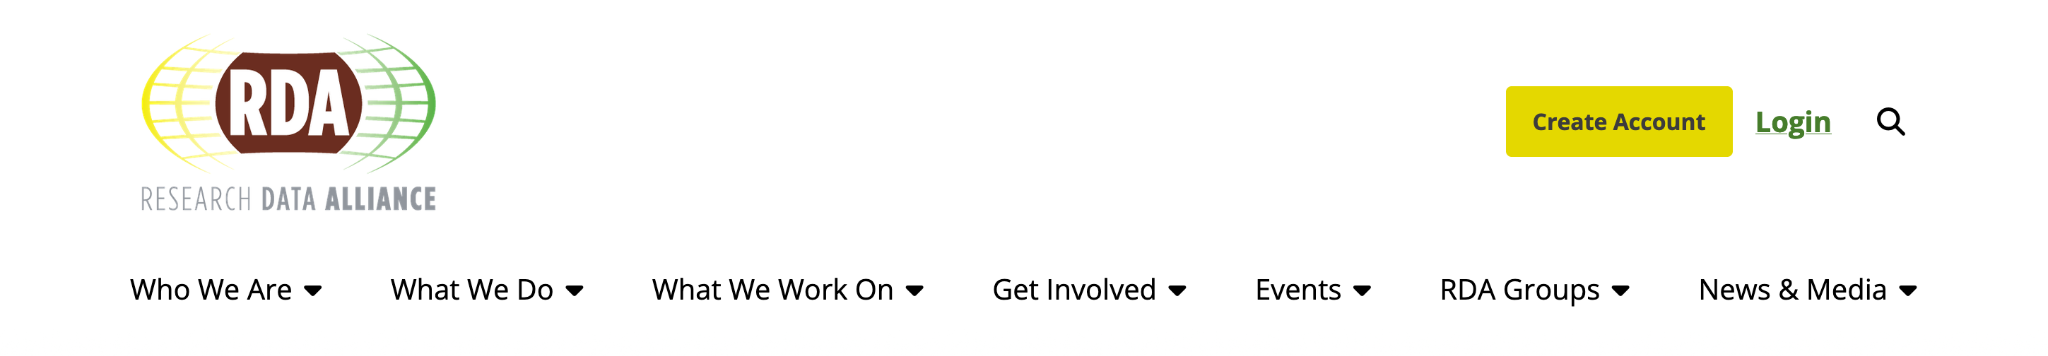 RDA
RESEARCH DATA ALLIANCE
Create Account Login
Who We Are What We Do What We Work On Get Involved Events RDA Groups News & Media